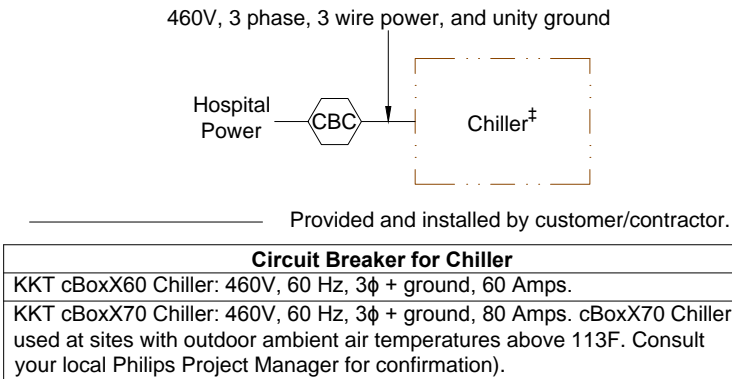 460V, 3 phase, 3 wire power, and unity ground
Hospital
Power
CBC
Chiller‡
Provided and installed by customer/contractor.
Circuit Breaker for Chiller
KKT cBoxX60 Chiller: 460V, 60 Hz, 3ϕ + ground, 60 Amps.
KKT cBoxX70 Chiller: 460V, 60 Hz, 3ϕ + ground, 80 Amps. cBoxX70 Chiller
used at sites with outdoor ambient air temperatures above 113F. Consult
your local Philips Project Manager for confirmation).